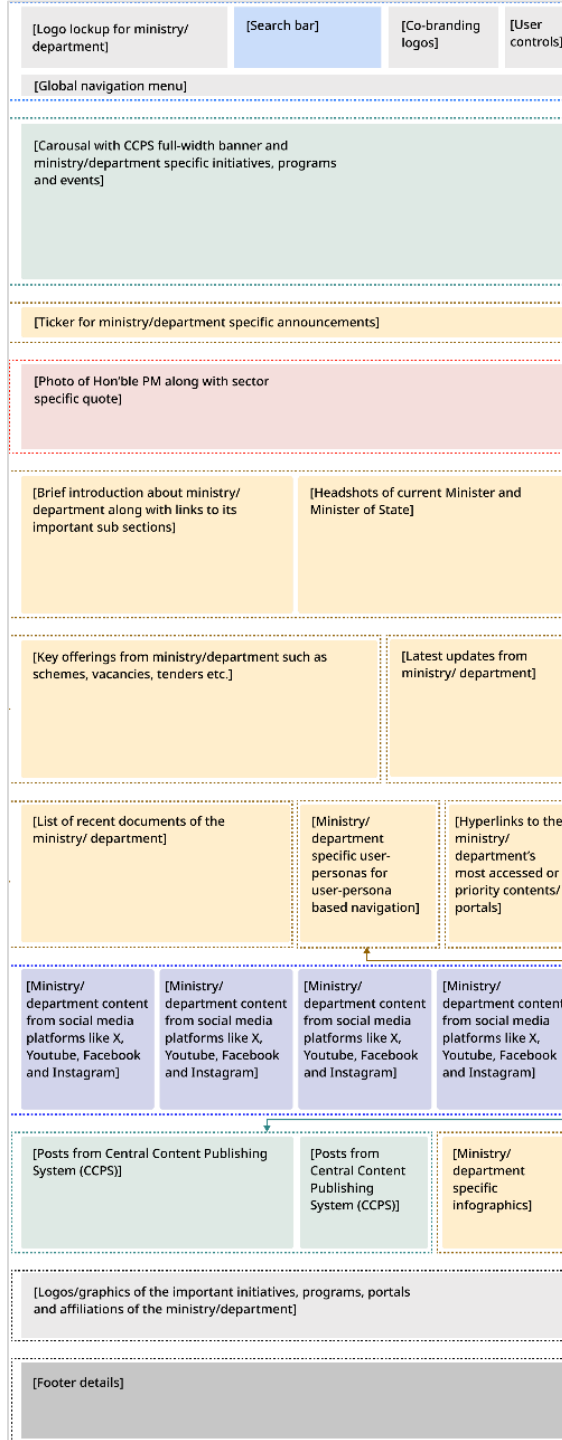 [Logo lockup for ministry/
department]
[Search bar]
[Co-branding
logos]
[User
controls]
[Global navigation menu]
[Carousal with CCPS full-width banner and
ministry/department specific initiatives, programs
and events]
[Ticker for ministry/department specific announcements]
[Photo of Hon'ble PM along with sector
specific quote]
[Brief introduction about ministry/
department along with links to its
important sub sections]
[Headshots of current Minister and
Minister of State]
[Key offerings from ministry/department such as
schemes, vacancies, tenders etc.]
[Latest updates from
ministry/ department]
[List of recent documents of the
ministry/ department]
[Ministry/
department
specific user-
personas for
user-persona
based navigation]
[Hyperlinks to the
ministry/
department's
most accessed or
priority contents/
portals]
[Ministry/
department content
from social media
platforms like X,
Youtube, Facebook
and Instagram]
[Ministry/
department content
from social media
platforms like X,
Youtube, Facebook
and Instagram]
[Ministry/
department content
from social media
platforms like X,
Youtube, Facebook
and Instagram]
[Ministry/
department content
from social media
platforms like X,
Youtube, Facebook
and Instagram]
[Posts from Central Content Publishing
System (CCPS)]
[Posts from
Central Content
Publishing
System (CCPS)]
[Ministry/
department
specific
infographics]
[Logos/graphics of the important initiatives, programs, portals
and affiliations of the ministry/department]
[Footer details]